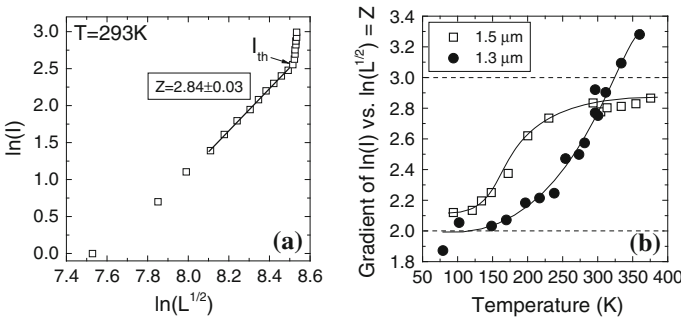 T=293K
I_th
Z=2.84±0.03
ln(I)
3.0
2.5
2.0
1.5
1.0
0.5
0.0
7.4 7.6 7.8 8.0 8.2 8.4 8.6
ln(L^1/2)
(a)
Gradient of ln(I) vs. ln(L^1/2) = Z
3.4
3.2
3.0
2.8
2.6
2.4
2.2
2.0
1.8
1.5 μm
1.3 μm
50 100 150 200 250 300 350 400
Temperature (K)
(b)